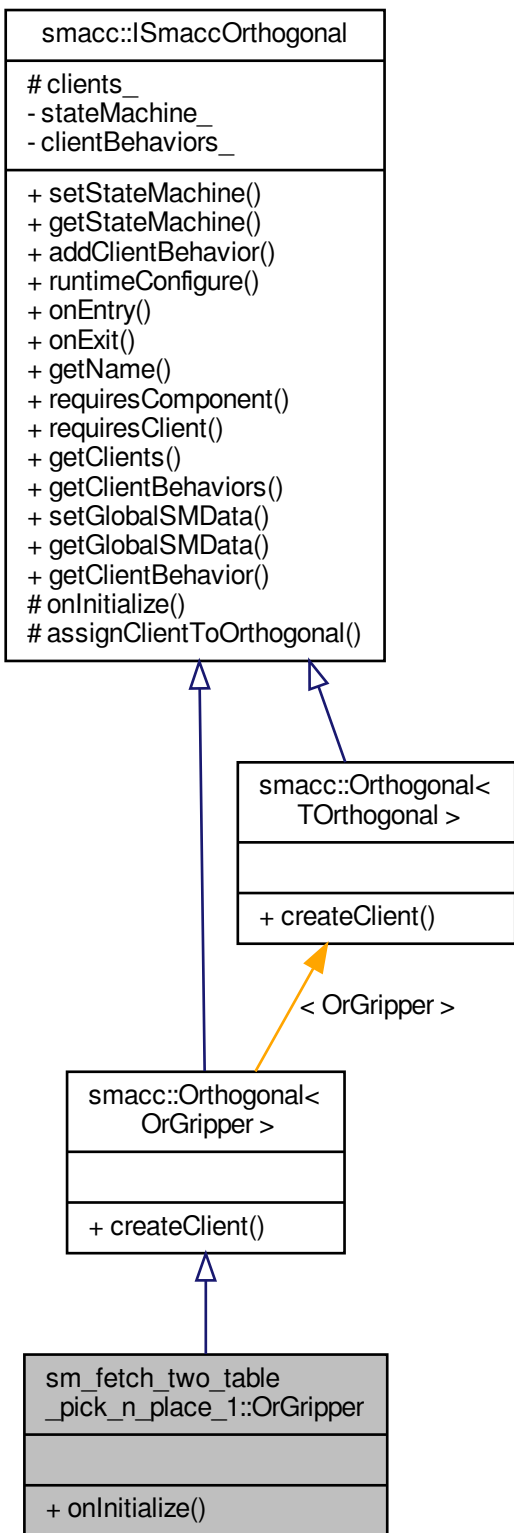 smacc::ISmaccOrthogonal
# clients_
- stateMachine_
- clientBehaviors_
+ setStateMachine()
+ getStateMachine()
+ addClientBehavior()
+ runtimeConfigure()
+ onEntry()
+ onExit()
+ getName()
+ requiresComponent()
+ requiresClient()
+ getClients()
+ getClientBehaviors()
+ setGlobalSMData()
+ getGlobalSMData()
+ getClientBehavior()
# onInitialize()
# assignClientToOrthogonal()
smacc::Orthogonal<
TOrthogonal >
+ createClient()
< OrGripper >
smacc::Orthogonal<
OrGripper >
+ createClient()
sm_fetch_two_table
_pick_n_place_1::OrGripper
+ onInitialize()